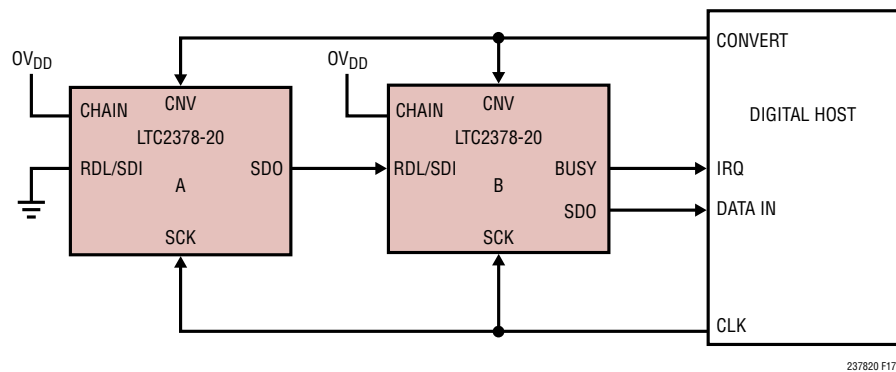 CONVERT
OVDD
OVDD
CHAIN
CNV
CHAIN
CNV
DIGITAL HOST
LTC2378-20
LTC2378-20
RDL/SDI
SDO
RDL/SDI
BUSY
IRQ
A
B
SDO
DATA IN
SCK
SCK
CLK
237820 F17